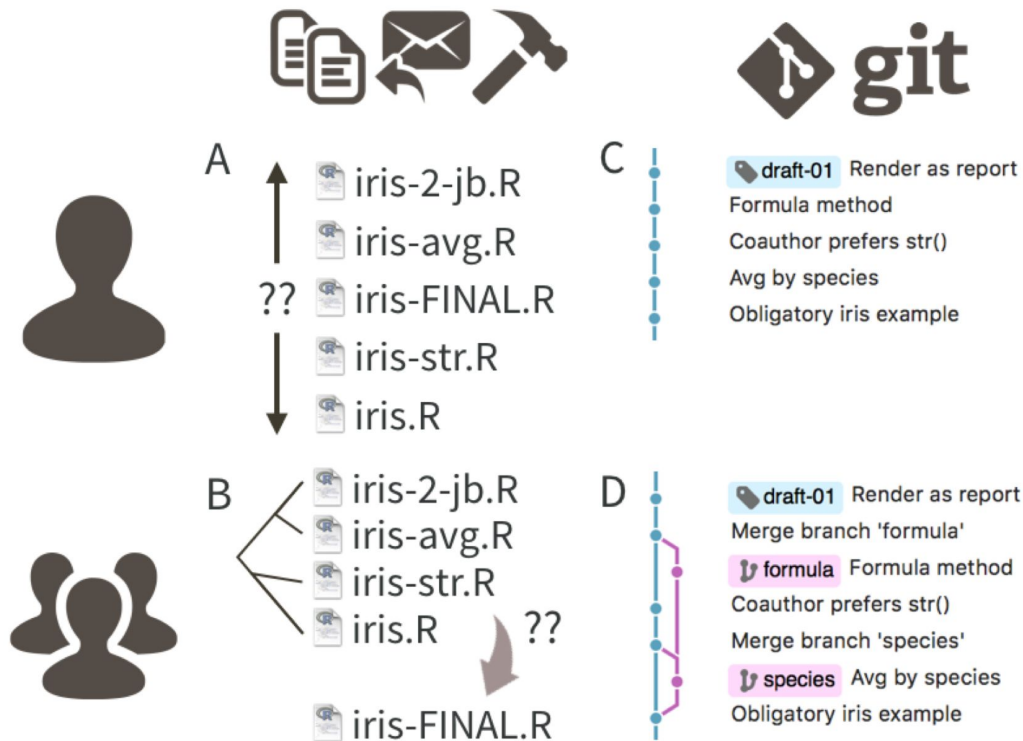 git
A
iris-2-jb.R
iris-avg.R
??
iris-FINAL.R
iris-str.R
iris.R
C
draft-01 Render as report
Formula method
Coauthor prefers str()
Avg by species
Obligatory iris example
B
iris-2-jb.R
iris-avg.R
iris-str.R
iris.R
??
iris-FINAL.R
D
draft-01 Render as report
Merge branch 'formula'
formula Formula method
Coauthor prefers str()
Merge branch 'species'
species Avg by species
Obligatory iris example